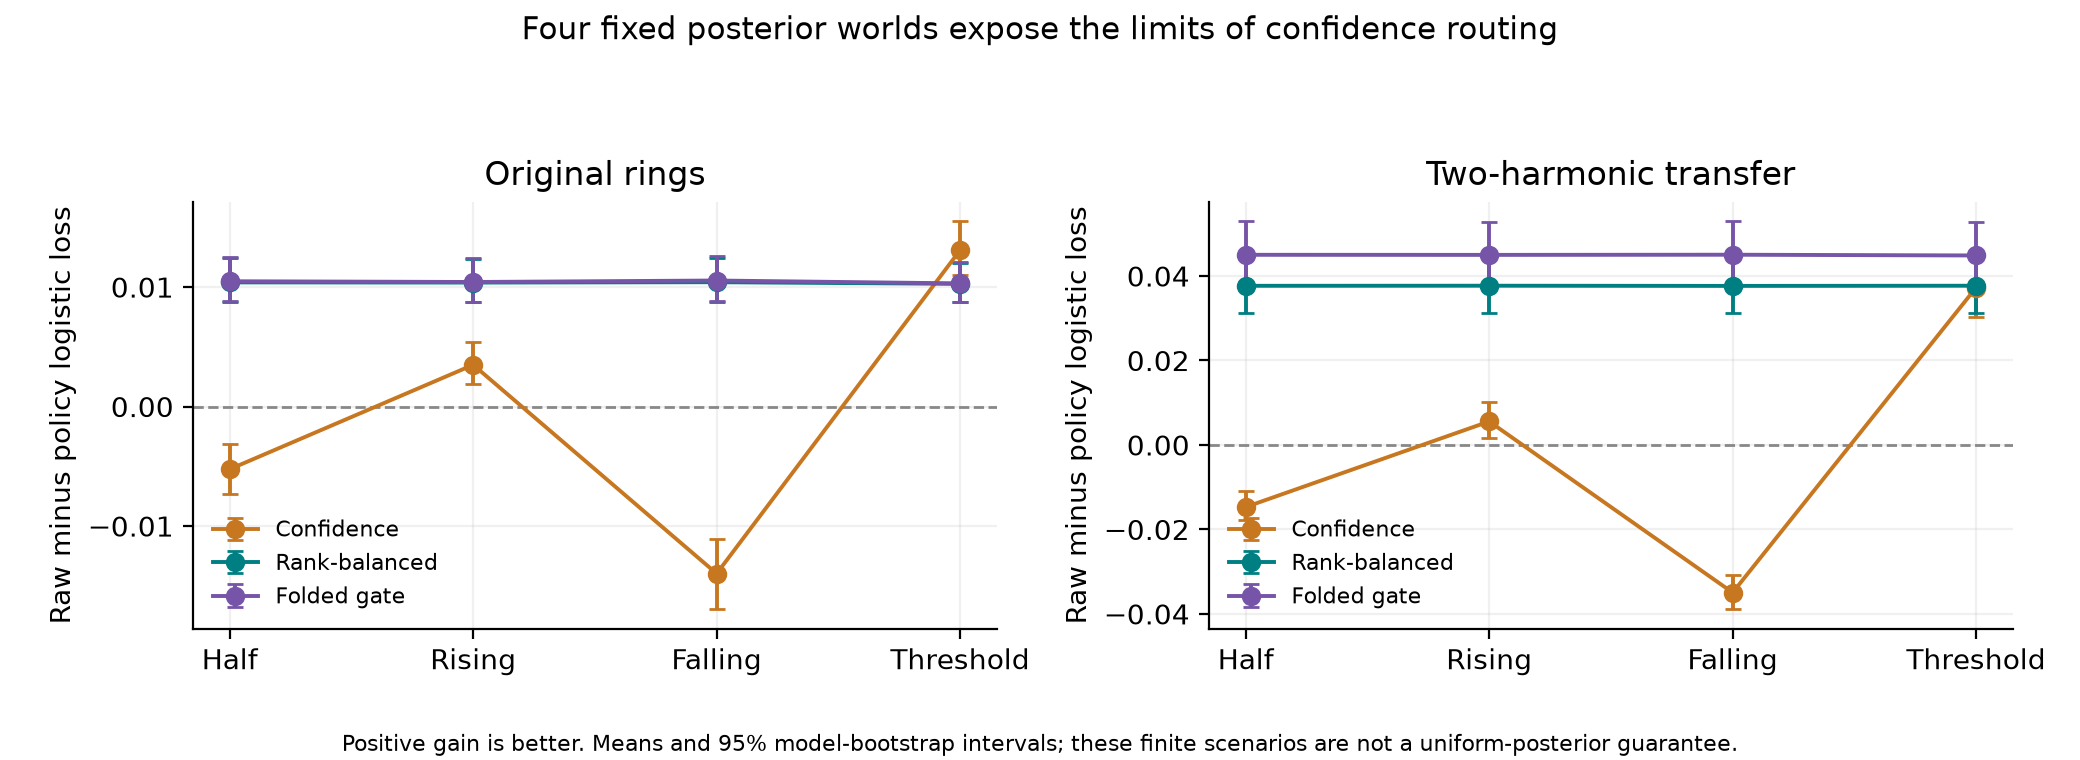 Four fixed posterior worlds expose the limits of confidence routing
Original rings
Raw minus policy logistic loss
0.01
0.00
−0.01
Confidence
Rank-balanced
Folded gate
Half
Rising
Falling
Threshold
Two-harmonic transfer
Raw minus policy logistic loss
0.04
0.02
0.00
−0.02
−0.04
Confidence
Rank-balanced
Folded gate
Half
Rising
Falling
Threshold
Positive gain is better. Means and 95% model-bootstrap intervals; these finite scenarios are not a uniform-posterior guarantee.